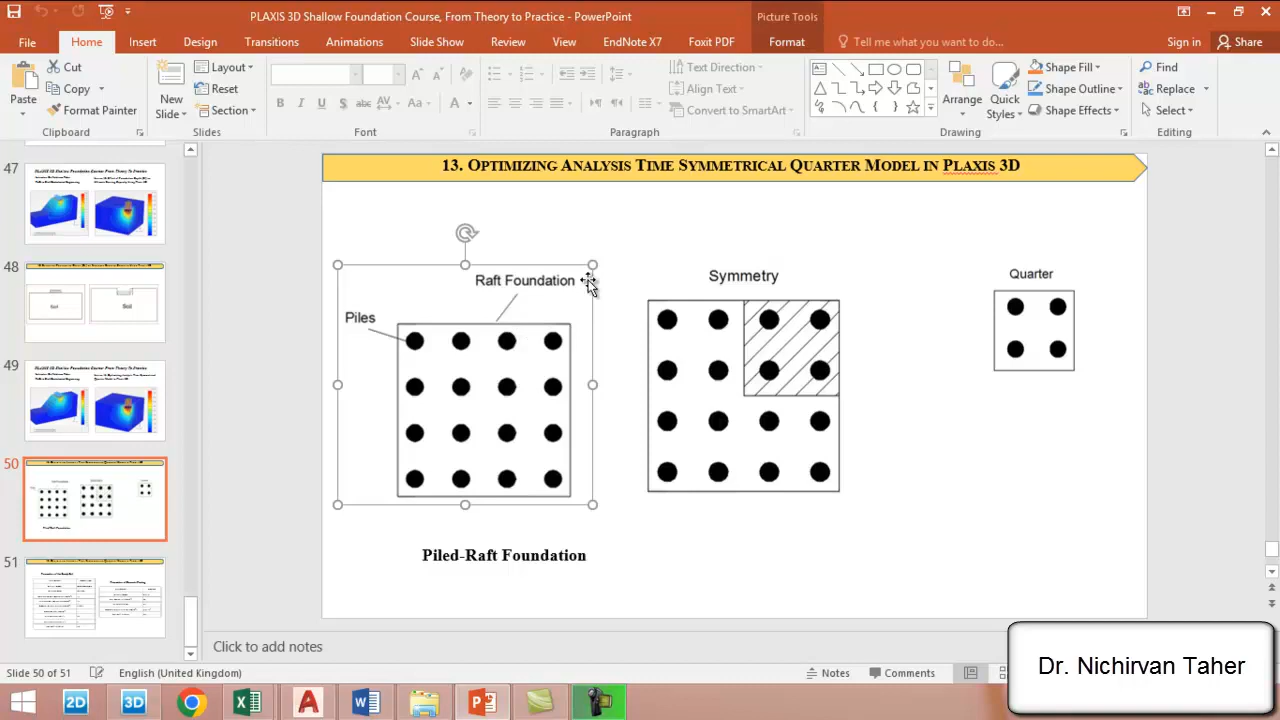 PLAXIS 3D Shallow Foundation Course, From Theory to Practice - PowerPoint
Picture Tools
File
Home
Insert
Design
Transitions
Animations
Slide Show
Review
View
EndNote X7
Foxit PDF
Format
Tell me what you want to do...
Sign in
Share
Paste
Cut
Copy
Format Painter
Clipboard
New
Slide
Layout
Reset
Section
Slides
B
I
U
S
abc
AV
Aa
A
Font
Text Direction
Align Text
Convert to SmartArt
Paragraph
Arrange
Quick
Styles
Shape Fill
Shape Outline
Shape Effects
Drawing
Find
Replace
Select
Editing
47
48
49
50
51
13. OPTIMIZING ANALYSIS TIME SYMMETRICAL QUARTER MODEL IN PLAXIS 3D
Raft Foundation
Piles
Symmetry
Quarter
Piled-Raft Foundation
Click to add notes
Dr. Nichirvan Taher
Slide 50 of 51
English (United Kingdom)
Notes
Comments
2D
3D